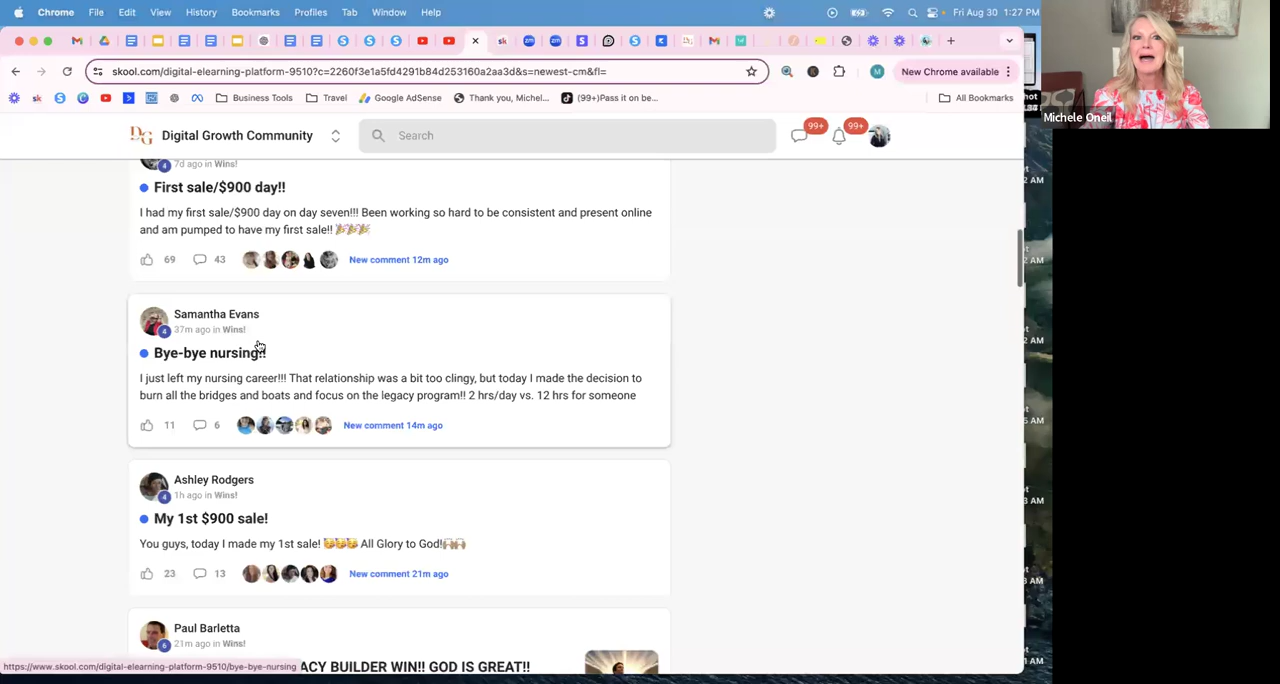 Chrome File Edit View History Bookmarks Profiles Tab Window Help
Fri Aug 30 1:27 PM
skool.com/digital-elearning-platform-9510?c=2260f3e1a5fd4291b84d253160a2aa3d&s=newest-cm&fl=
New Chrome available
Business Tools Travel Google AdSense Thank you, Michel... (99+)Pass it on be... All Bookmarks
Michele Oneil
DG Digital Growth Community
Search
99+ 99+
4 7d ago in Wins!
First sale/$900 day!!
I had my first sale/$900 day on day seven!!! Been working so hard to be consistent and present online
and am pumped to have my first sale!! 🎉🎉🎉
69 43 New comment 12m ago
Samantha Evans
4 37m ago in Wins!
Bye-bye nursing!!
I just left my nursing career!!! That relationship was a bit too clingy, but today I made the decision to
burn all the bridges and boats and focus on the legacy program!! 2 hrs/day vs. 12 hrs for someone
11 6 New comment 14m ago
Ashley Rodgers
4 1h ago in Wins!
My 1st $900 sale!
You guys, today I made my 1st sale! 🥳🥳🥳 All Glory to God!🙌🏽🙌🏽
23 13 New comment 21m ago
Paul Barletta
6 21m ago in Wins!
ACY BUILDER WIN!! GOD IS GREAT!!
https://www.skool.com/digital-elearning-platform-9510/bye-bye-nursing